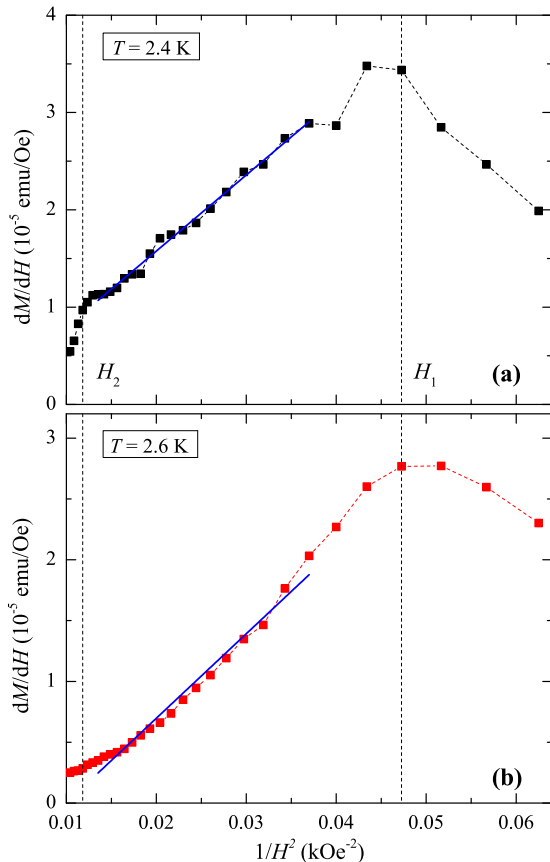 4
T = 2.4 K
3
dM/dH (10⁻⁵ emu/Oe)
2
1
H₂
H₁
(a)
0
3
T = 2.6 K
2
dM/dH (10⁻⁵ emu/Oe)
1
(b)
0
0.01 0.02 0.03 0.04 0.05 0.06
1/H² (kOe⁻²)